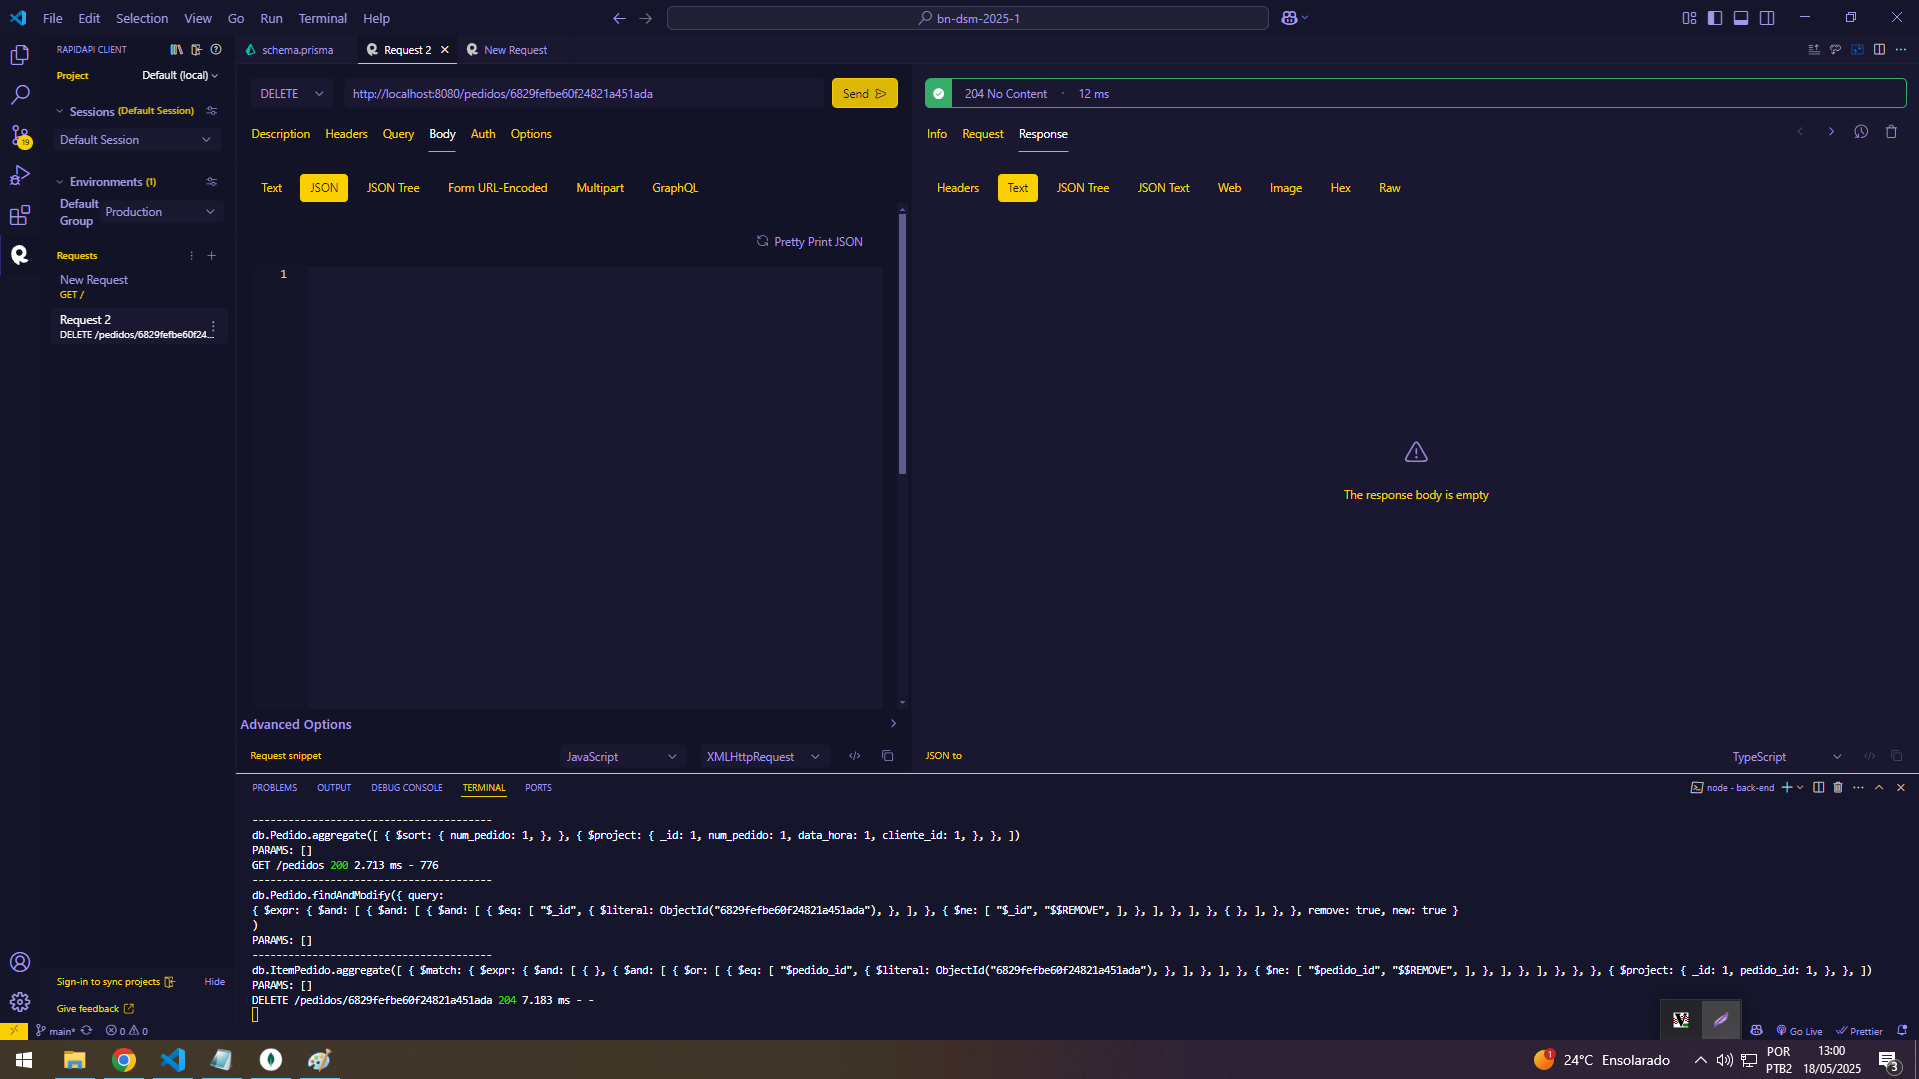 File Edit Selection View Go Run Terminal Help
bn-dsm-2025-1
RAPIDAPI CLIENT
schema.prisma
Request 2
New Request
Project
Default (local)
Sessions (Default Session)
Default Session
Environments (1)
Default Group
Production
Requests
New Request
GET /
Request 2
DELETE /pedidos/6829fefbe60f24...
19
Sign-in to sync projects
Hide
Give feedback
DELETE
http://localhost:8080/pedidos/6829fefbe60f24821a451ada
Send
Description Headers Query Body Auth Options
Text JSON JSON Tree Form URL-Encoded Multipart GraphQL
Pretty Print JSON
1
Advanced Options
Request snippet
JavaScript
XMLHttpRequest
204 No Content · 12 ms
Info Request Response
Headers Text JSON Tree JSON Text Web Image Hex Raw
The response body is empty
JSON to
TypeScript
PROBLEMS OUTPUT DEBUG CONSOLE TERMINAL PORTS
node - back-end
----------------------------------------
db.Pedido.aggregate([ { $sort: { num_pedido: 1, }, }, { $project: { _id: 1, num_pedido: 1, data_hora: 1, cliente_id: 1, }, }, ])
PARAMS: []
GET /pedidos 200 2.713 ms - 776
----------------------------------------
db.Pedido.findAndModify({ query:
{ $expr: { $and: [ { $and: [ { $and: [ { $eq: [ "$_id", { $literal: ObjectId("6829fefbe60f24821a451ada"), }, ], }, { $ne: [ "$_id", "$$REMOVE", ], }, ], }, ], }, { }, ], }, }, remove: true, new: true }
)
PARAMS: []
----------------------------------------
db.ItemPedido.aggregate([ { $match: { $expr: { $and: [ { }, { $and: [ { $or: [ { $eq: [ "$pedido_id", { $literal: ObjectId("6829fefbe60f24821a451ada"), }, ], }, ], }, { $ne: [ "$pedido_id", "$$REMOVE", ], }, ], }, ], }, }, }, { $project: { _id: 1, pedido_id: 1, }, }, ])
PARAMS: []
DELETE /pedidos/6829fefbe60f24821a451ada 204 7.183 ms - -
main*
0 0
Go Live
Prettier
1
24°C Ensolarado
POR
PTB2
13:00
18/05/2025
3